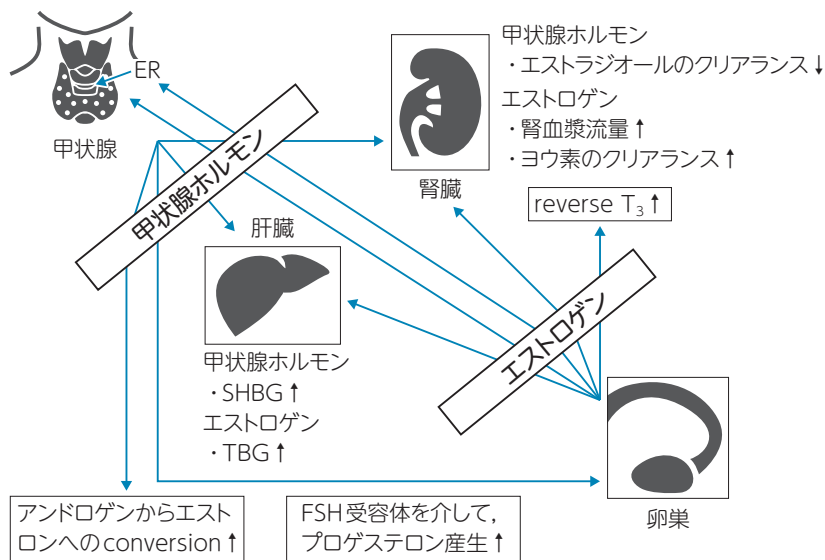 ER
甲状腺
甲状腺ホルモン
甲状腺ホルモン
・エストラジオールのクリアランス↓
エストロゲン
・腎血漿流量↑
・ヨウ素のクリアランス↑
腎臓
reverse T₃↑
肝臓
甲状腺ホルモン
・SHBG↑
エストロゲン
・TBG↑
エストロゲン
卵巣
アンドロゲンからエスト
ロンへのconversion↑
FSH受容体を介して,
プロゲステロン産生↑